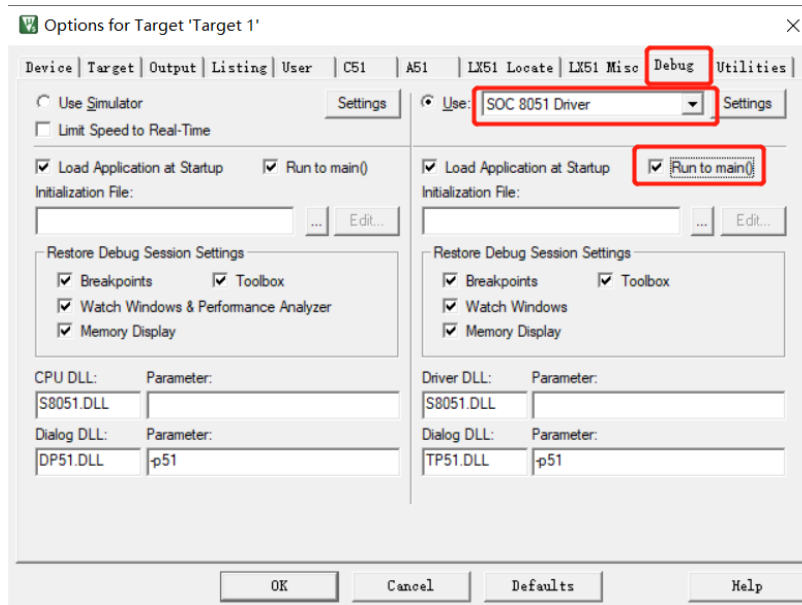 Options for Target 'Target 1'
Device Target Output Listing User C51 A51 LX51 Locate LX51 Misc Debug Utilities
Use Simulator Settings
Limit Speed to Real-Time
Use: SOC 8051 Driver Settings
Load Application at Startup Run to main()
Initialization File:
... Edit...
Restore Debug Session Settings
Breakpoints Toolbox
Watch Windows & Performance Analyzer
Memory Display
CPU DLL: Parameter:
S8051.DLL
Dialog DLL: Parameter:
DP51.DLL -p51
Load Application at Startup Run to main()
Initialization File:
... Edit...
Restore Debug Session Settings
Breakpoints Toolbox
Watch Windows
Memory Display
Driver DLL: Parameter:
S8051.DLL
Dialog DLL: Parameter:
TP51.DLL -p51
OK Cancel Defaults Help